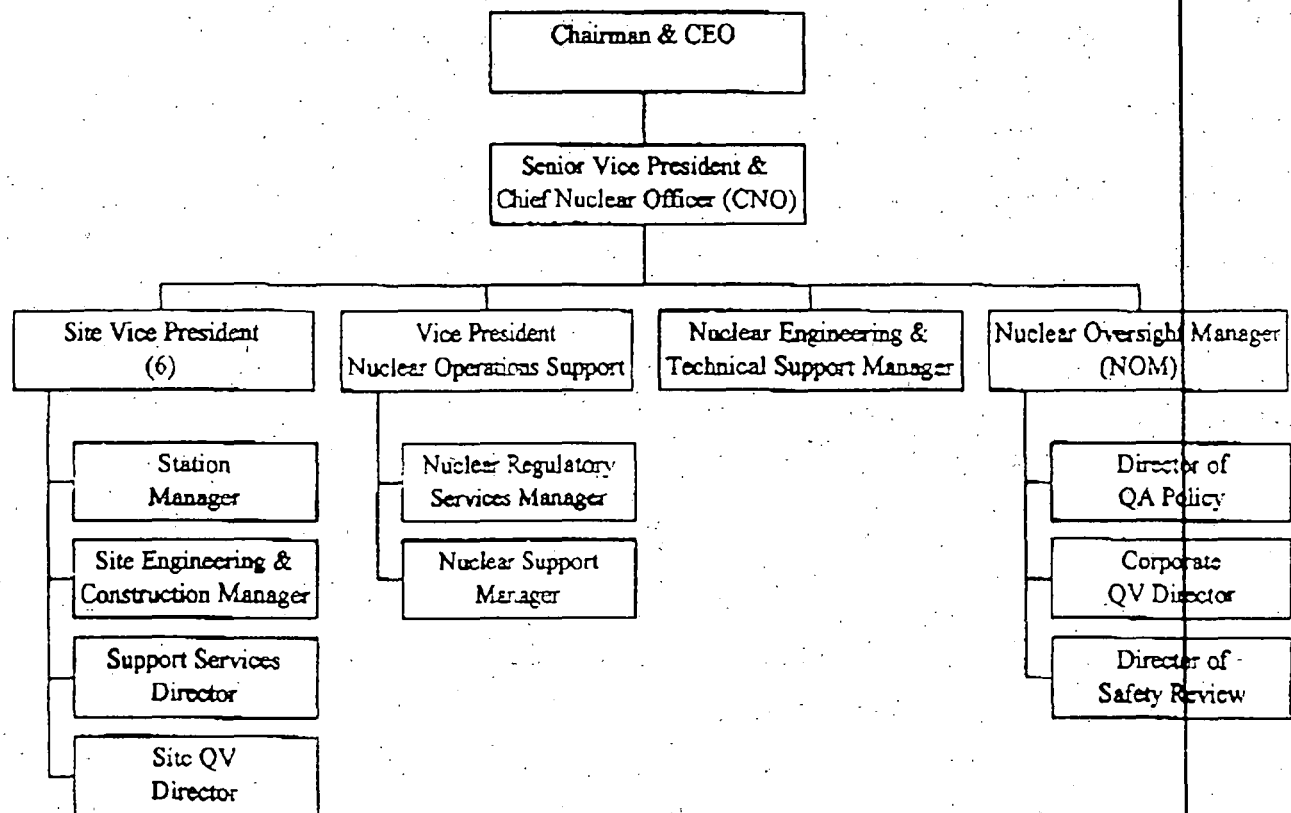 Chairman & CEO
Senior Vice President &
Chief Nuclear Officer (CNO)
Site Vice President
(6)
Vice President
Nuclear Operations Support
Nuclear Engineering &
Technical Support Manager
Nuclear Oversight Manager
(NOM)
Station
Manager
Site Engineering &
Construction Manager
Support Services
Director
Site QV
Director
Nuclear Regulatory
Services Manager
Nuclear Support
Manager
Director of
QA Policy
Corporate
QV Director
Director of
Safety Review